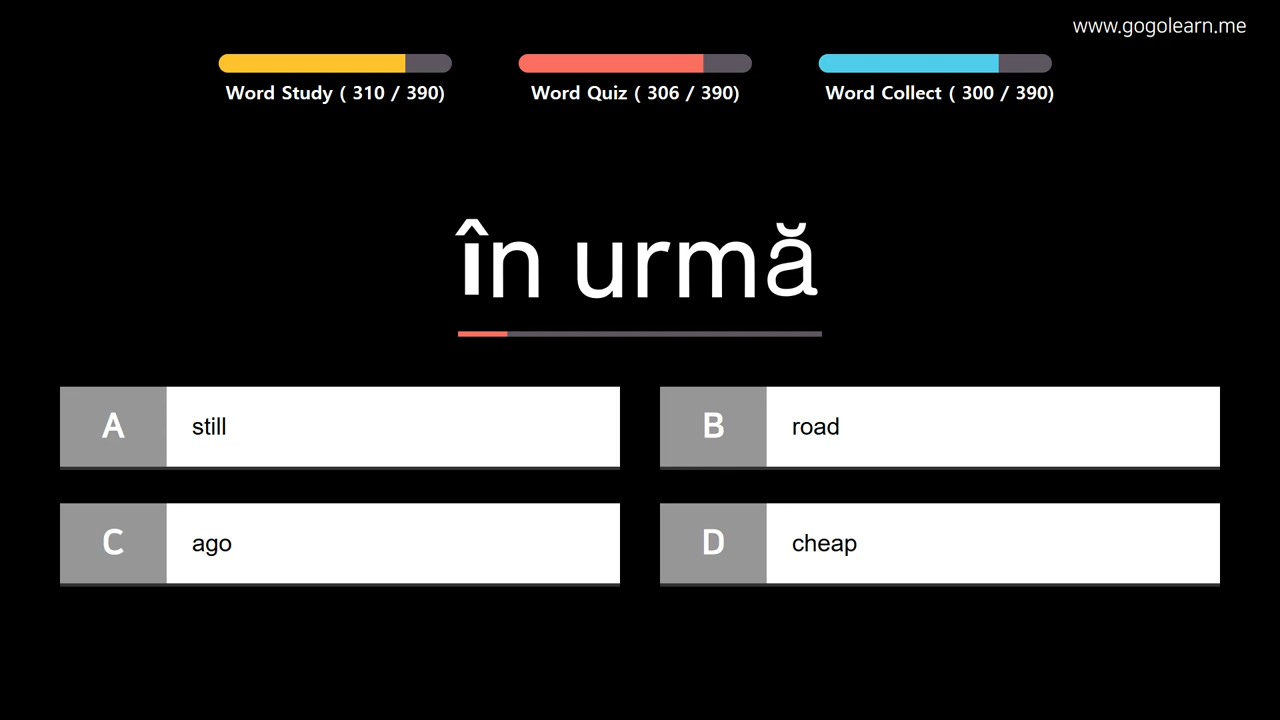 www.gogolearn.me
Word Study ( 310 / 390)
Word Quiz ( 306 / 390)
Word Collect ( 300 / 390)
în urmă
A still
B road
C ago
D cheap